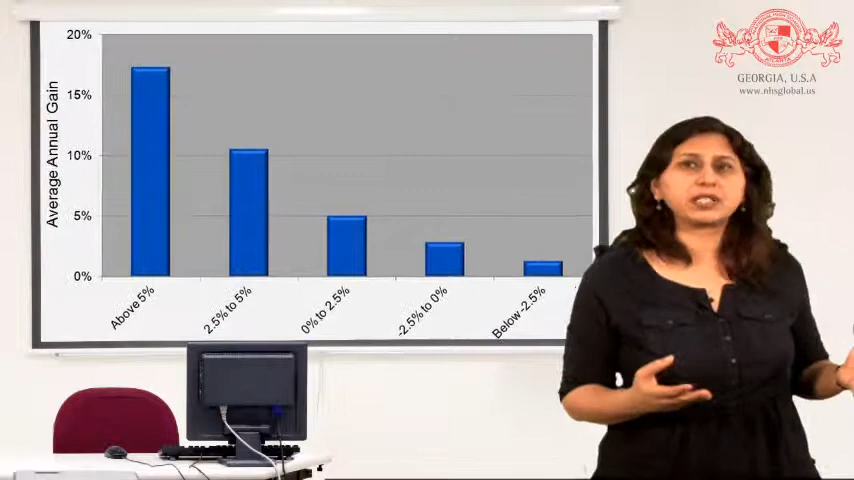 20%
15%
10%
5%
0%
Average Annual Gain
Above 5%
2.5% to 5%
0% to 2.5%
-2.5% to 0%
Below -2.5%
GEORGIA, U.S.A
www.nhsglobal.us